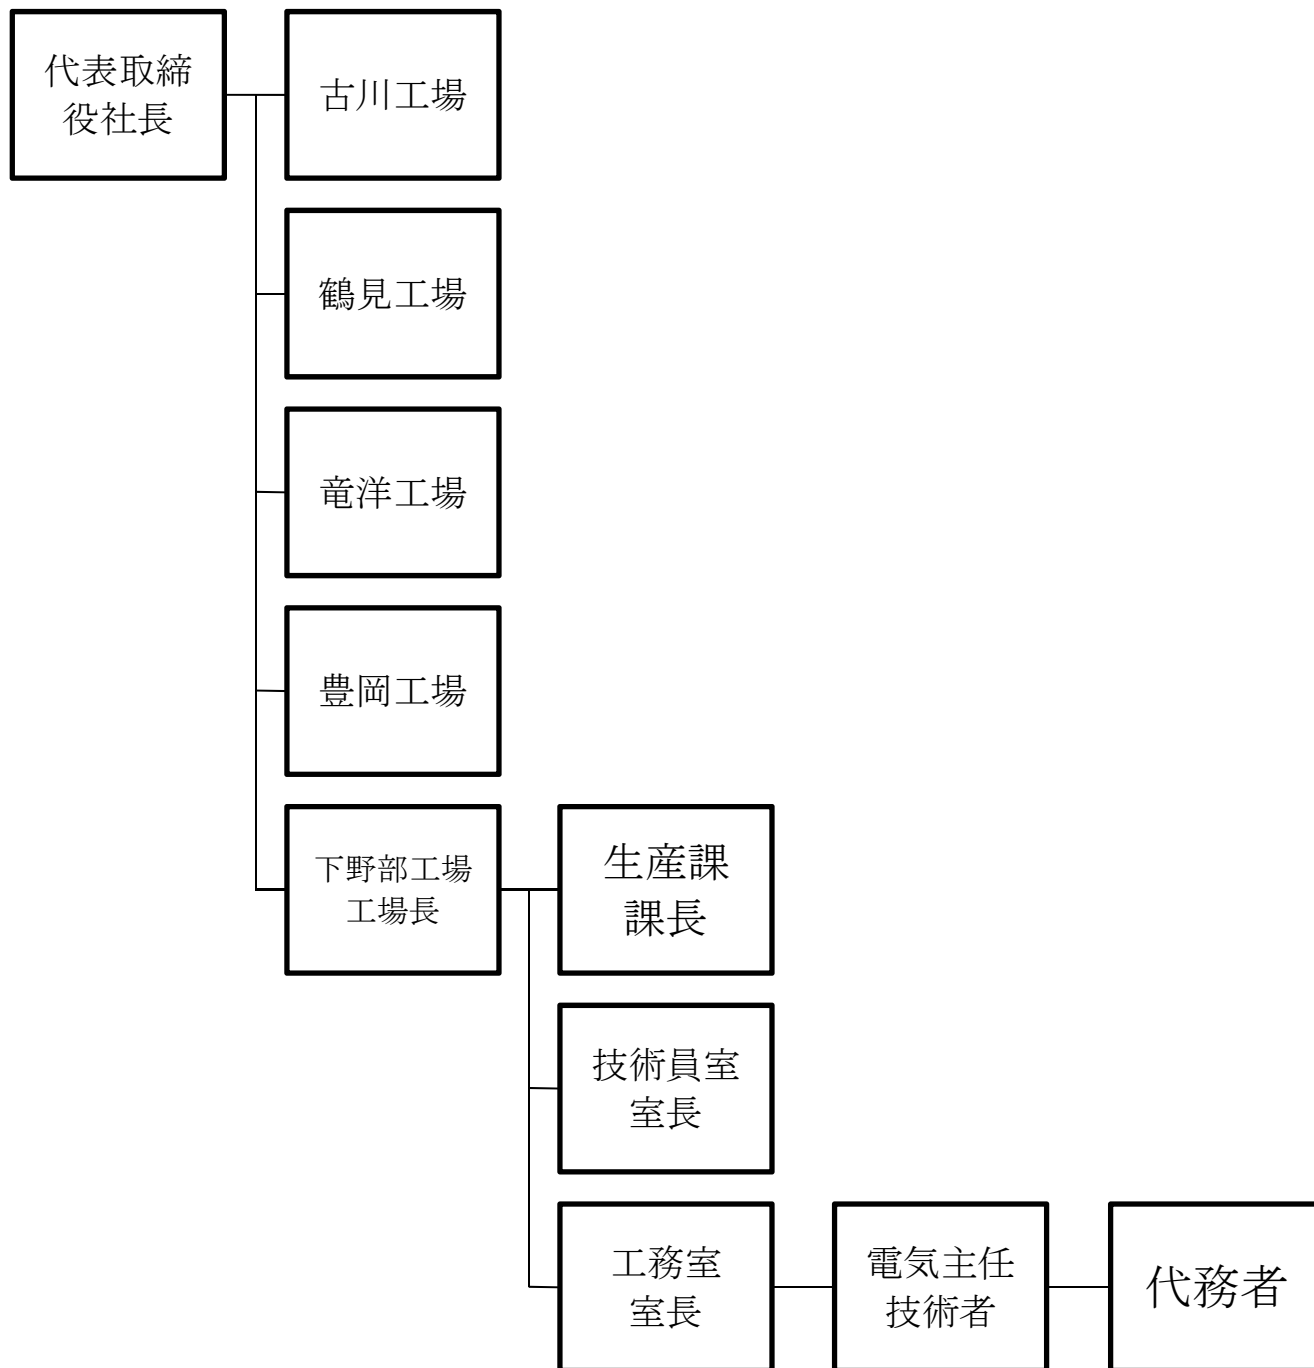 代表取締
役社長
古川工場
鶴見工場
竜洋工場
豊岡工場
下野部工場
工場長
生産課
課長
技術員室
室長
工務室
室長
電気主任
技術者
代務者